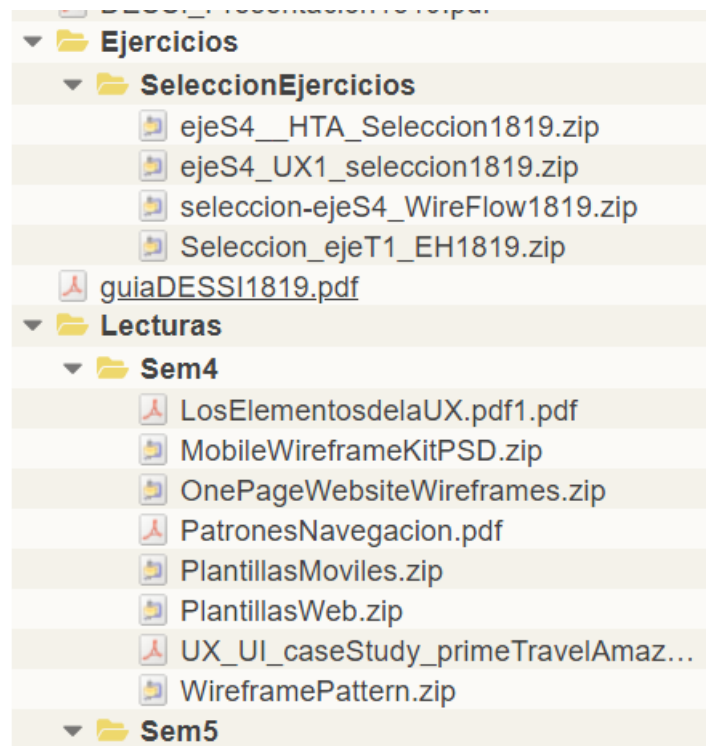 Ejercicios
SeleccionEjercicios
ejeS4__HTA_Seleccion1819.zip
ejeS4_UX1_seleccion1819.zip
seleccion-ejeS4_WireFlow1819.zip
Seleccion_ejeT1_EH1819.zip
guiaDESSI1819.pdf
Lecturas
Sem4
LosElementosdelaUX.pdf1.pdf
MobileWireframeKitPSD.zip
OnePageWebsiteWireframes.zip
PatronesNavegacion.pdf
PlantillasMoviles.zip
PlantillasWeb.zip
UX_UI_caseStudy_primeTravelAmaz...
WireframePattern.zip
Sem5